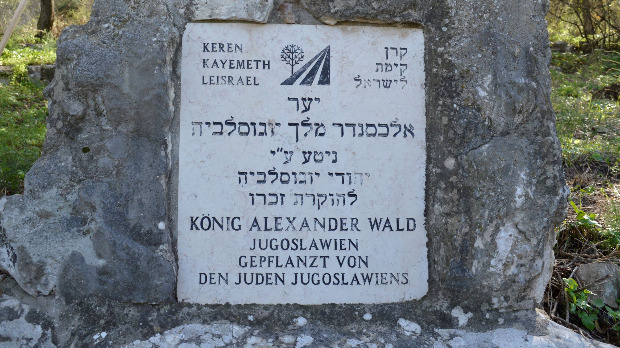 KEREN
KAYEMETH
LEISRAEL
קרן
קימת
לישראל
יער
אלכסנדר מלך יוגוסלביה
ניטע ע"י
יהודי יוגוסלביה
להוקרת זכרו
KÖNIG ALEXANDER WALD
JUGOSLAWIEN
GEPFLANZT VON
DEN JUDEN JUGOSLAWIENS